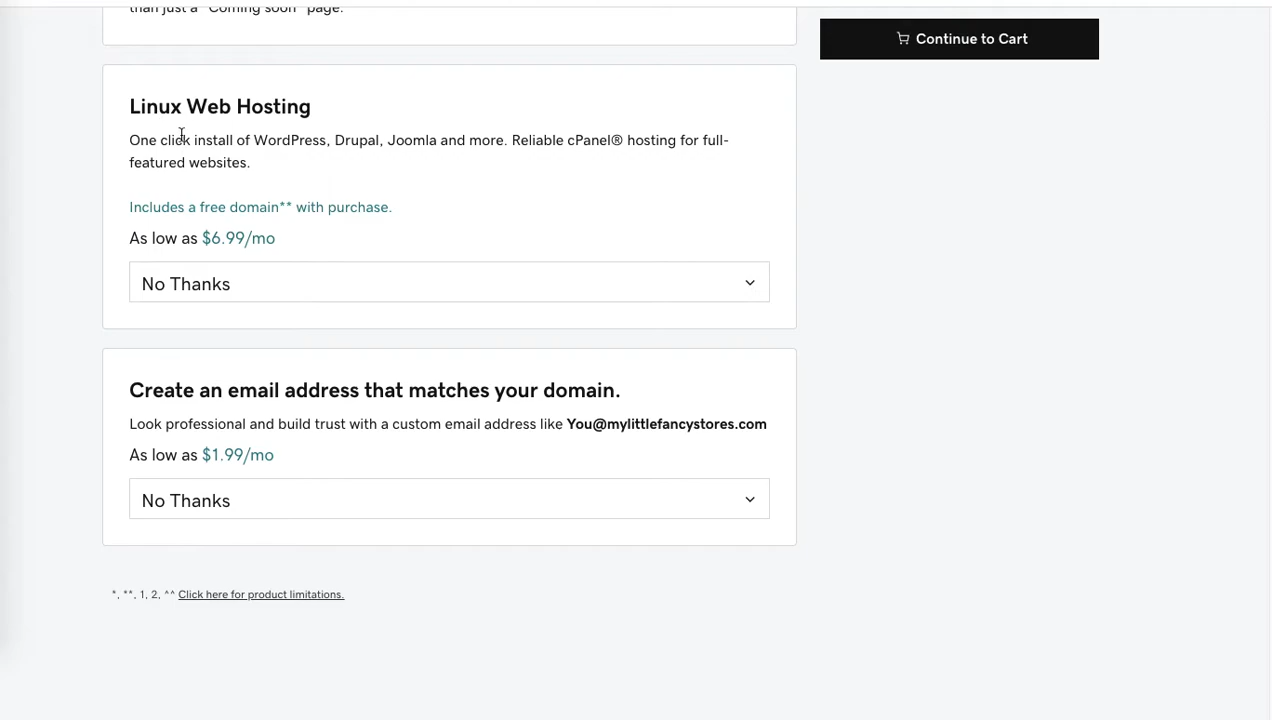 than just a "Coming soon" page.
Continue to Cart
Linux Web Hosting
One click install of WordPress, Drupal, Joomla and more. Reliable cPanel® hosting for full-
featured websites.
Includes a free domain** with purchase.
As low as $6.99/mo
No Thanks
Create an email address that matches your domain.
Look professional and build trust with a custom email address like You@mylittlefancystores.com
As low as $1.99/mo
No Thanks
*, **, 1, 2, ^^ Click here for product limitations.